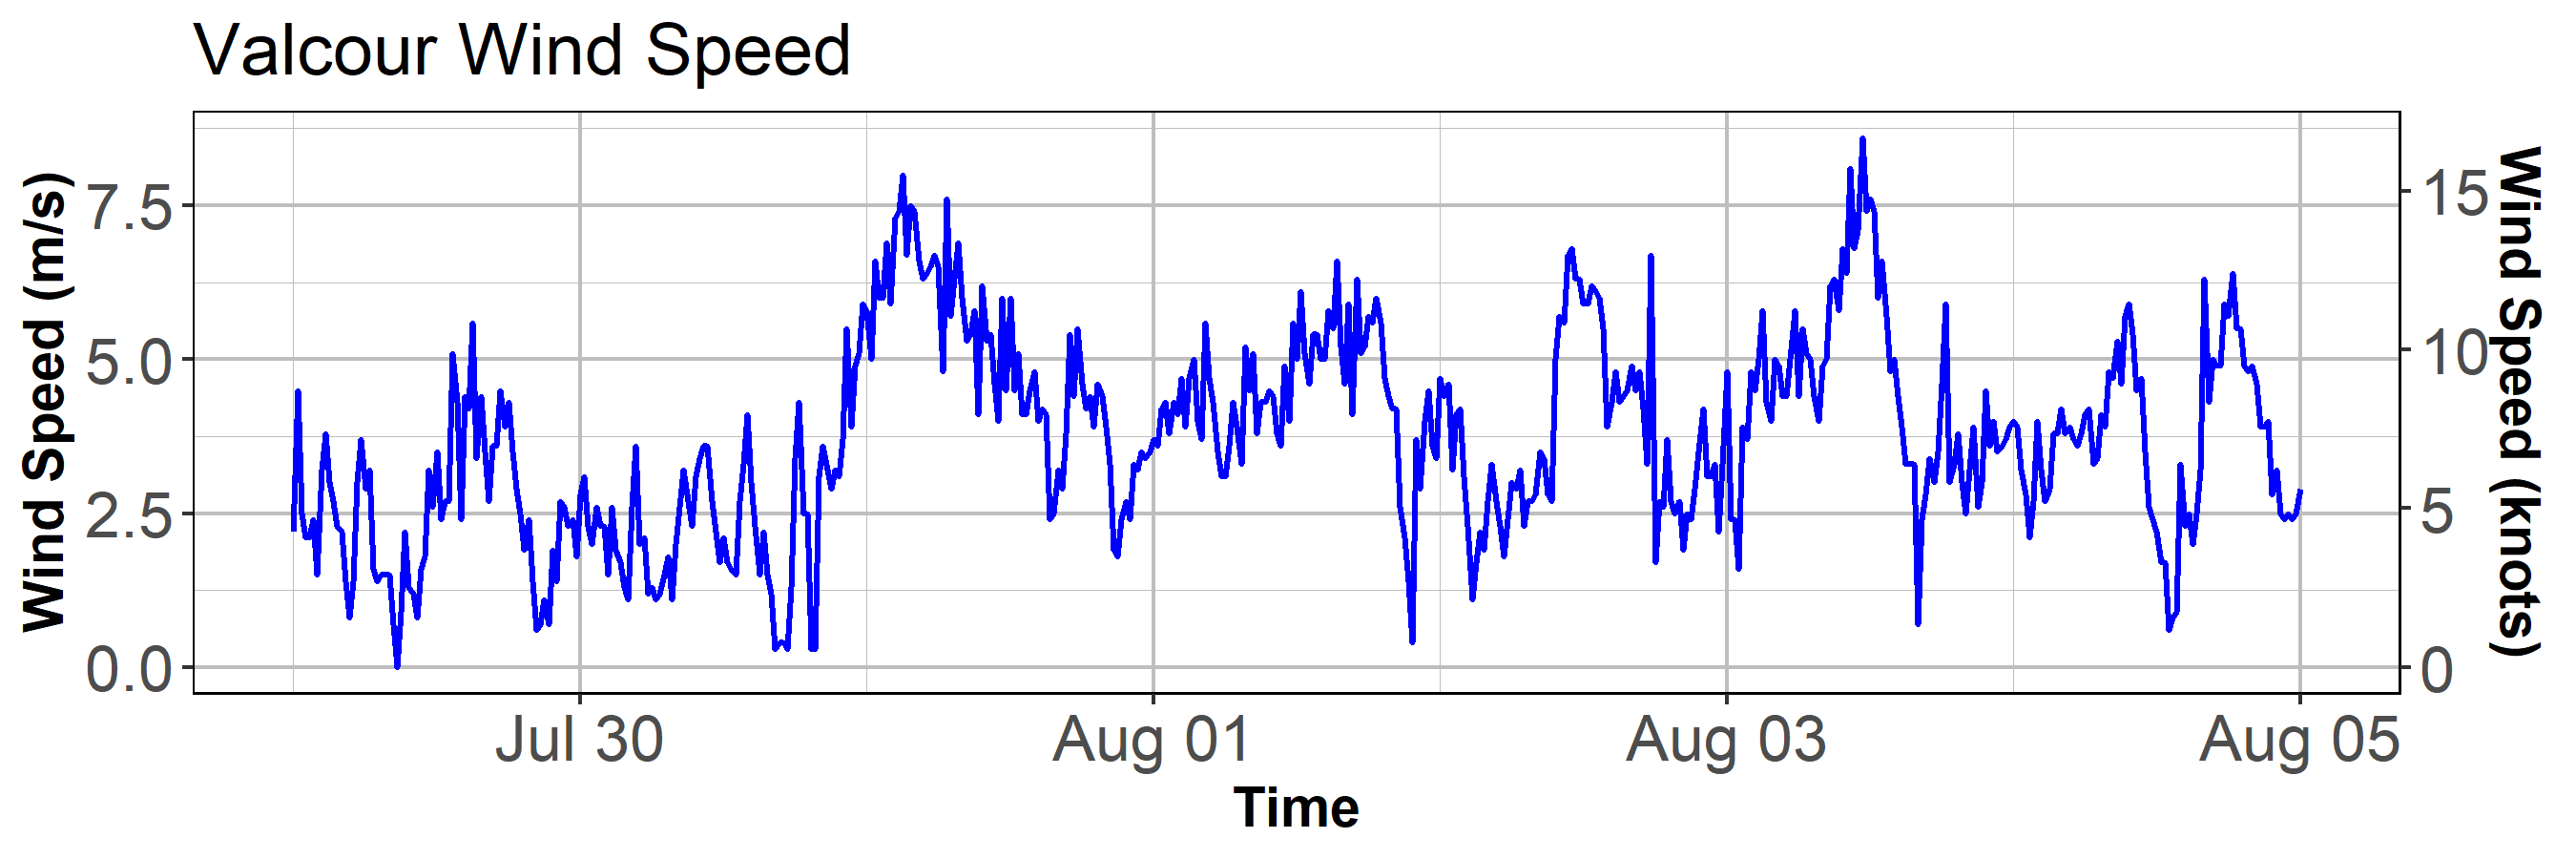 Valcour Wind Speed
Wind Speed (m/s)
7.5
5.0
2.5
0.0
15
10
5
0
Wind Speed (knots)
Jul 30
Aug 01
Aug 03
Aug 05
Time